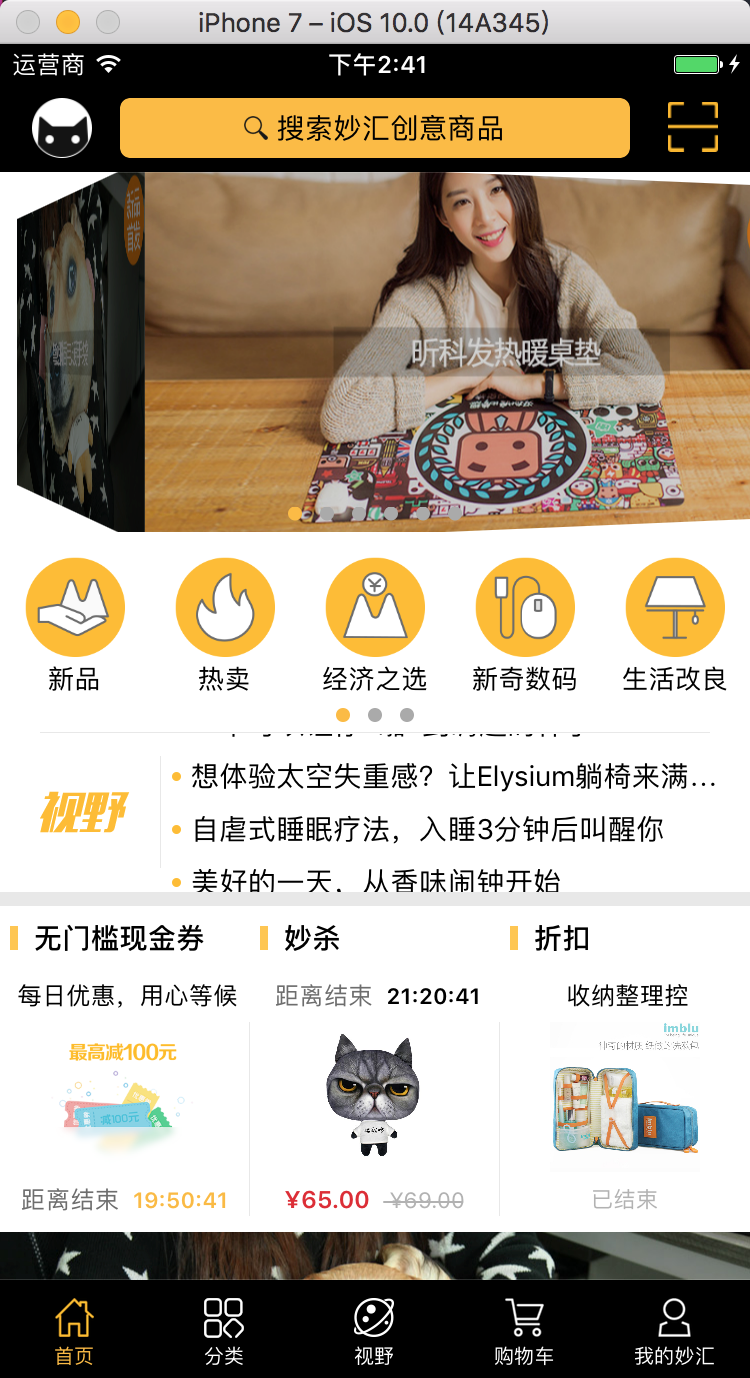 iPhone 7 – iOS 10.0 (14A345)
运营商
下午2:41
搜索妙汇创意商品
新品
首发
昕科发热暖桌垫
新品
热卖
经济之选
新奇数码
生活改良
视野
想体验太空失重感？让Elysium躺椅来满...
自虐式睡眠疗法，入睡3分钟后叫醒你
美好的一天，从香味闹钟开始
无门槛现金券
妙杀
折扣
每日优惠，用心等候
距离结束 21:20:41
收纳整理控
最高减100元
减100元
imblu
距离结束 19:50:41
¥65.00 ¥69.00
已结束
首页
分类
视野
购物车
我的妙汇